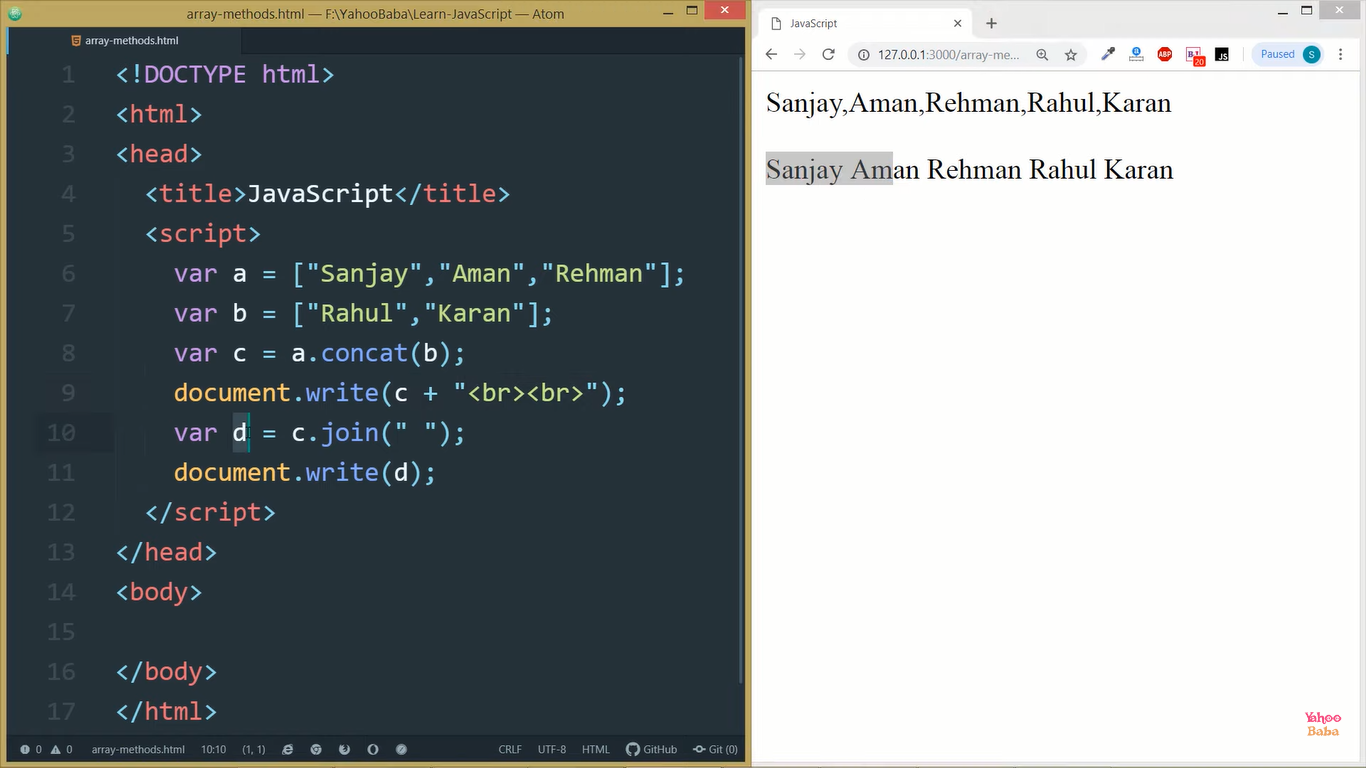 array-methods.html — F:\YahooBaba\Learn-JavaScript — Atom
array-methods.html
1 <!DOCTYPE html>
2 <html>
3 <head>
4 <title>JavaScript</title>
5 <script>
6 var a = ["Sanjay","Aman","Rehman"];
7 var b = ["Rahul","Karan"];
8 var c = a.concat(b);
9 document.write(c + "<br><br>");
10 var d = c.join(" ");
11 document.write(d);
12 </script>
13 </head>
14 <body>
15
16 </body>
17 </html>
0 0 array-methods.html 10:10 (1, 1) CRLF UTF-8 HTML GitHub Git (0)
JavaScript
127.0.0.1:3000/array-me... ABP 20 JS Paused S
Sanjay,Aman,Rehman,Rahul,Karan
Sanjay Aman Rehman Rahul Karan
Yahoo
Baba